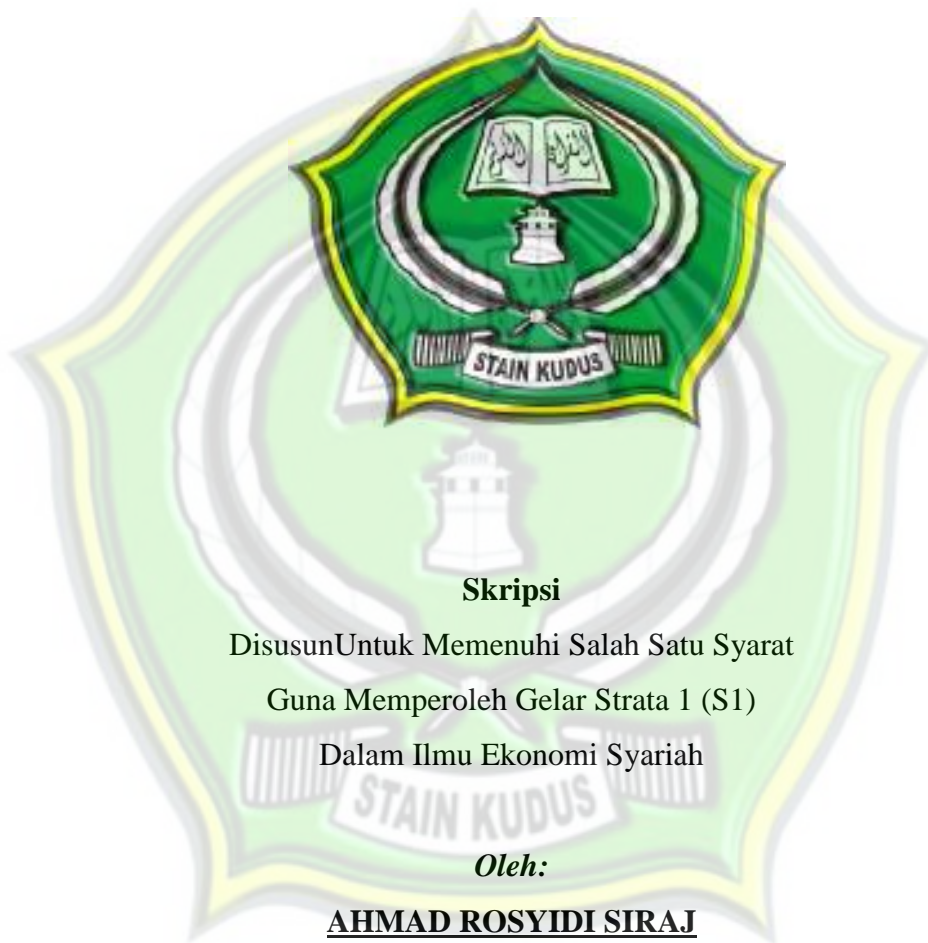 STAIN KUDUS
Skripsi
DisusunUntuk Memenuhi Salah Satu Syarat
Guna Memperoleh Gelar Strata 1 (S1)
Dalam Ilmu Ekonomi Syariah
STAIN KUDUS
Oleh:
AHMAD ROSYIDI SIRAJ